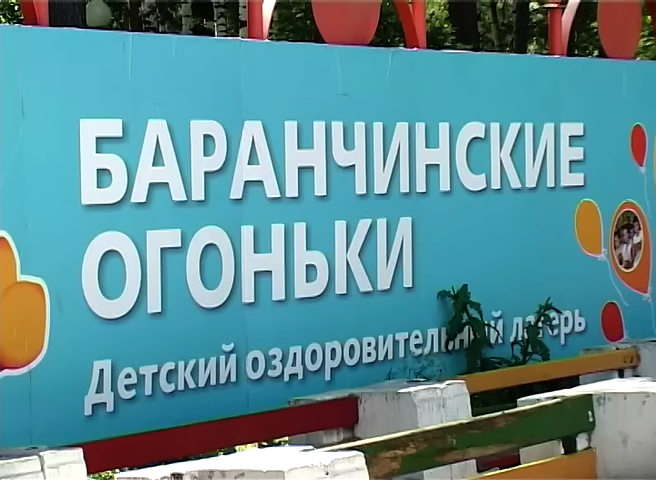 БАРАНЧИНСКИЕ
ОГОНЬКИ
Детский оздоровительный лагерь